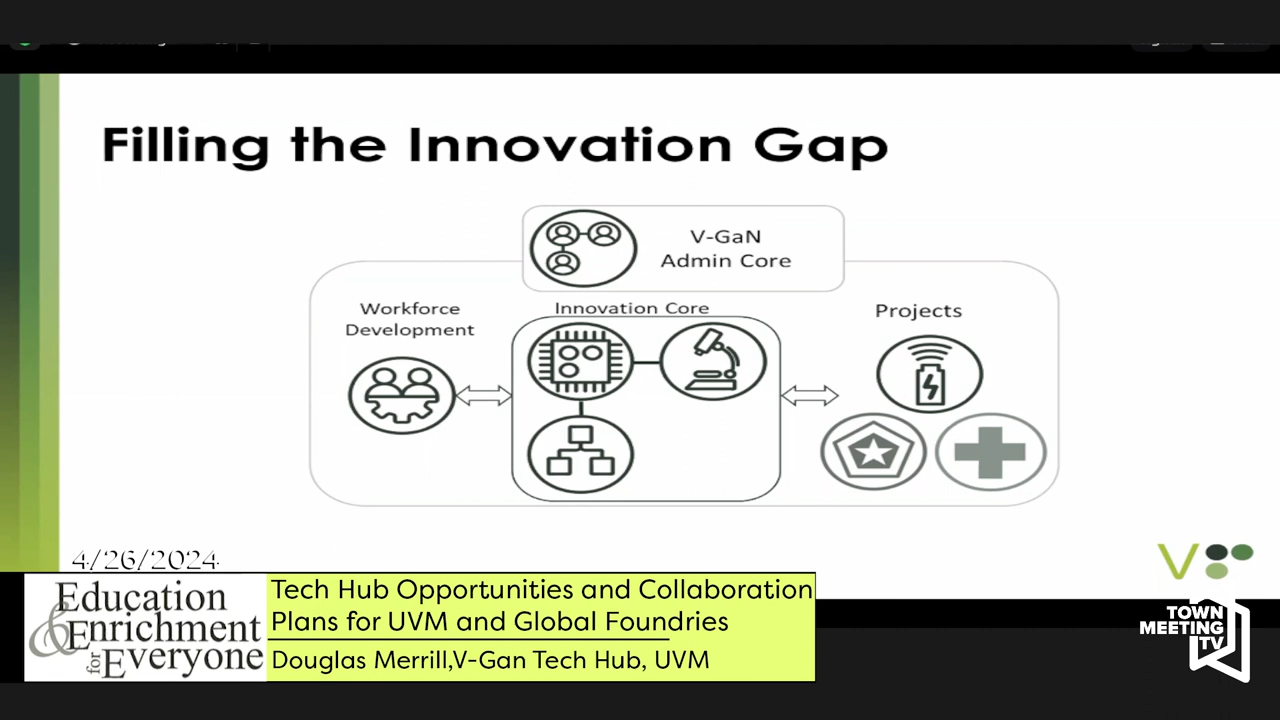 Filling the Innovation Gap
V-GaN
Admin Core
Workforce
Development
Innovation Core
Projects
4/26/2024
Education
& Enrichment
for Everyone
Tech Hub Opportunities and Collaboration
Plans for UVM and Global Foundries
Douglas Merrill,V-Gan Tech Hub, UVM
V
TOWN
MEETING
TV